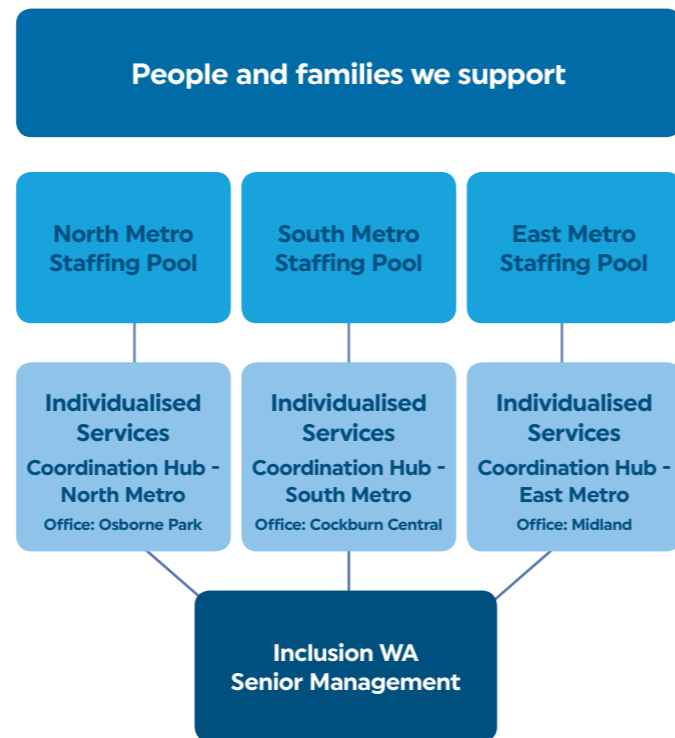 People and families we support
North Metro
Staffing Pool
South Metro
Staffing Pool
East Metro
Staffing Pool
Individualised
Services
Coordination Hub -
North Metro
Office: Osborne Park
Individualised
Services
Coordination Hub -
South Metro
Office: Cockburn Central
Individualised
Services
Coordination Hub -
East Metro
Office: Midland
Inclusion WA
Senior Management